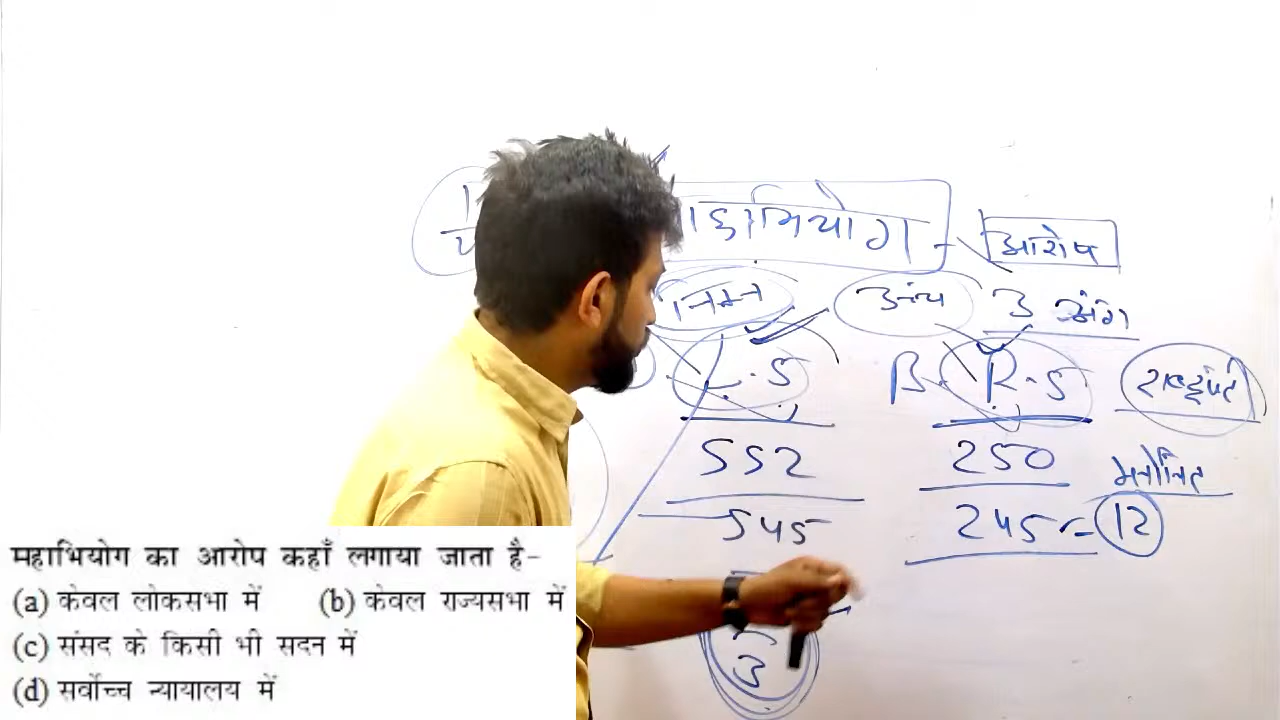 महाभियोग - आरोप
निम्न उच्च 3 अंग
L.S B. R.S राष्ट्रपति
552 250 मनोनित
545 245 = 12
3
महाभियोग का आरोप कहाँ लगाया जाता है-
(a) केवल लोकसभा में (b) केवल राज्यसभा में
(c) संसद के किसी भी सदन में
(d) सर्वोच्च न्यायालय में